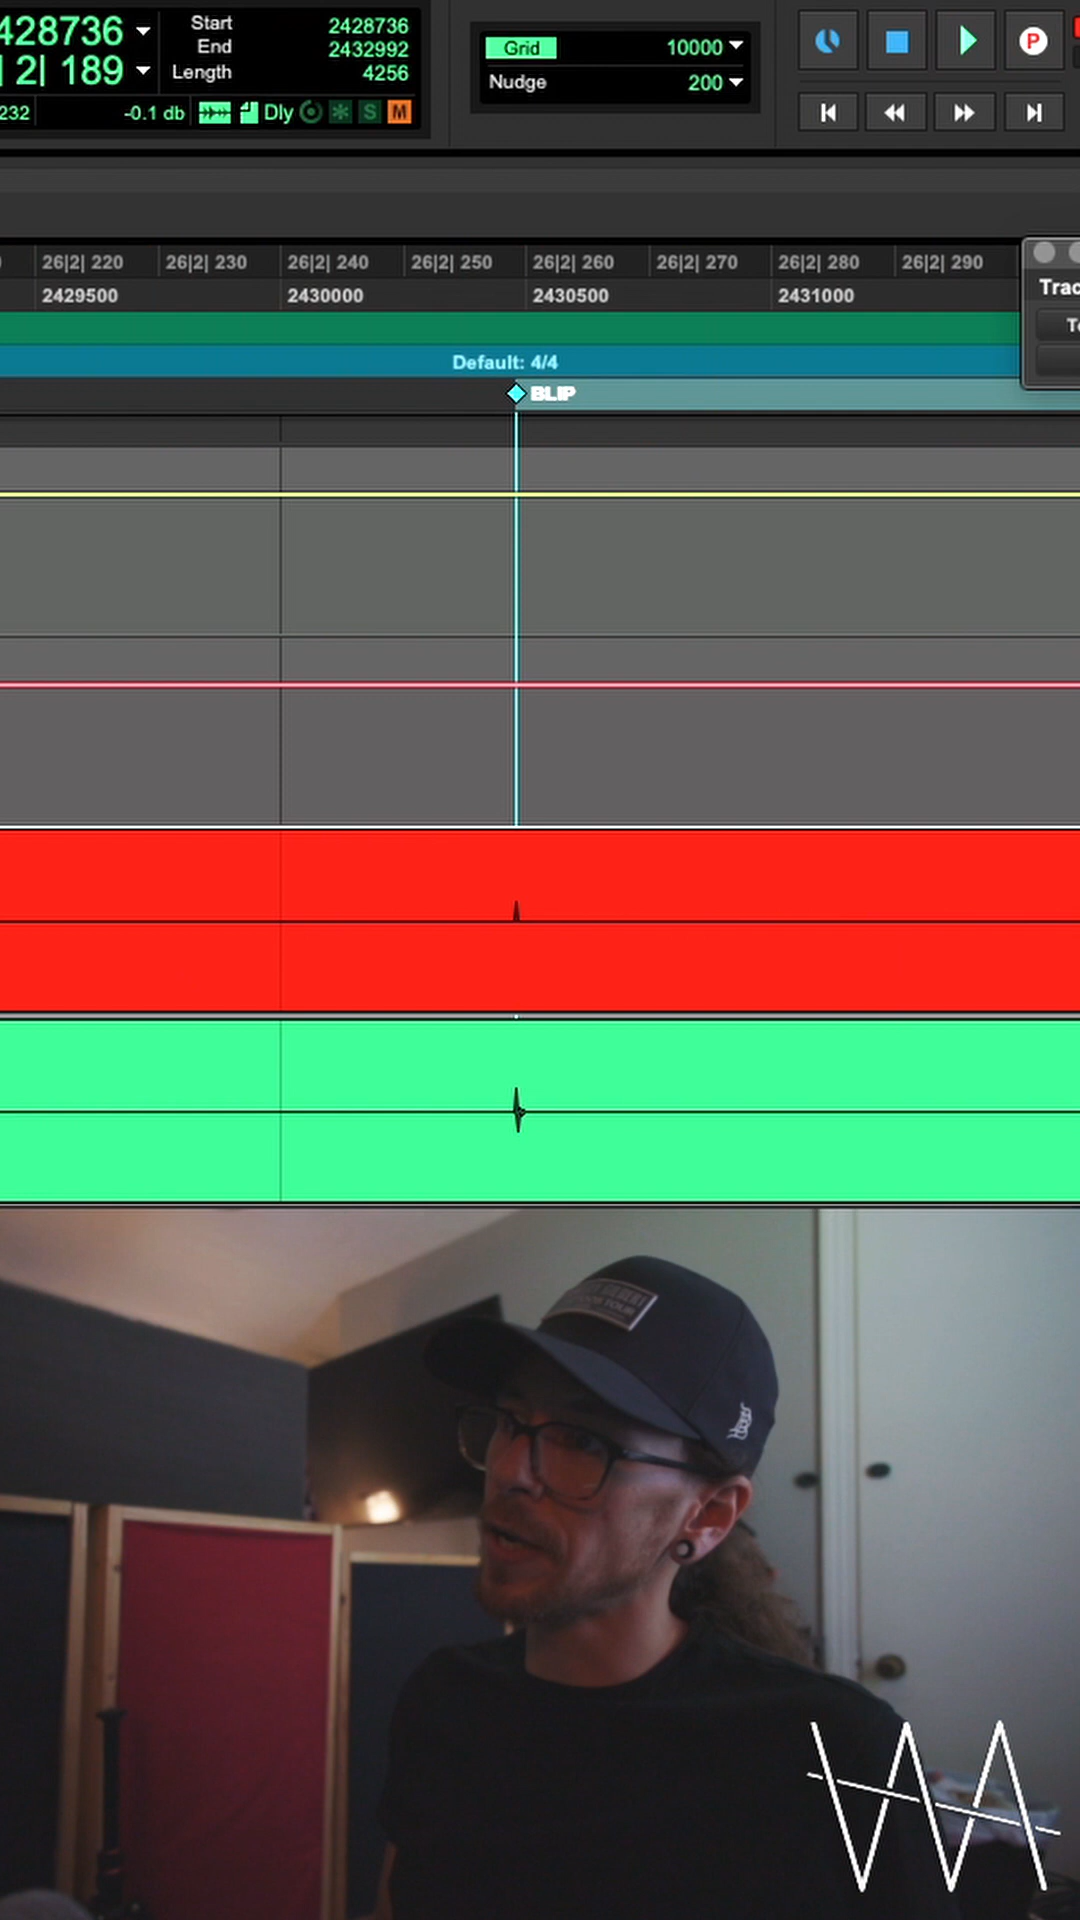 428736
Start 2428736
End 2432992
| 2| 189
Length 4256
232 -0.1 db Dly S M
Grid 10000
Nudge 200
P
26|2| 220 26|2| 230 26|2| 240 26|2| 250 26|2| 260 26|2| 270 26|2| 280 26|2| 290
2429500 2430000 2430500 2431000
Trac
Default: 4/4
BLIP
TOUR
WA